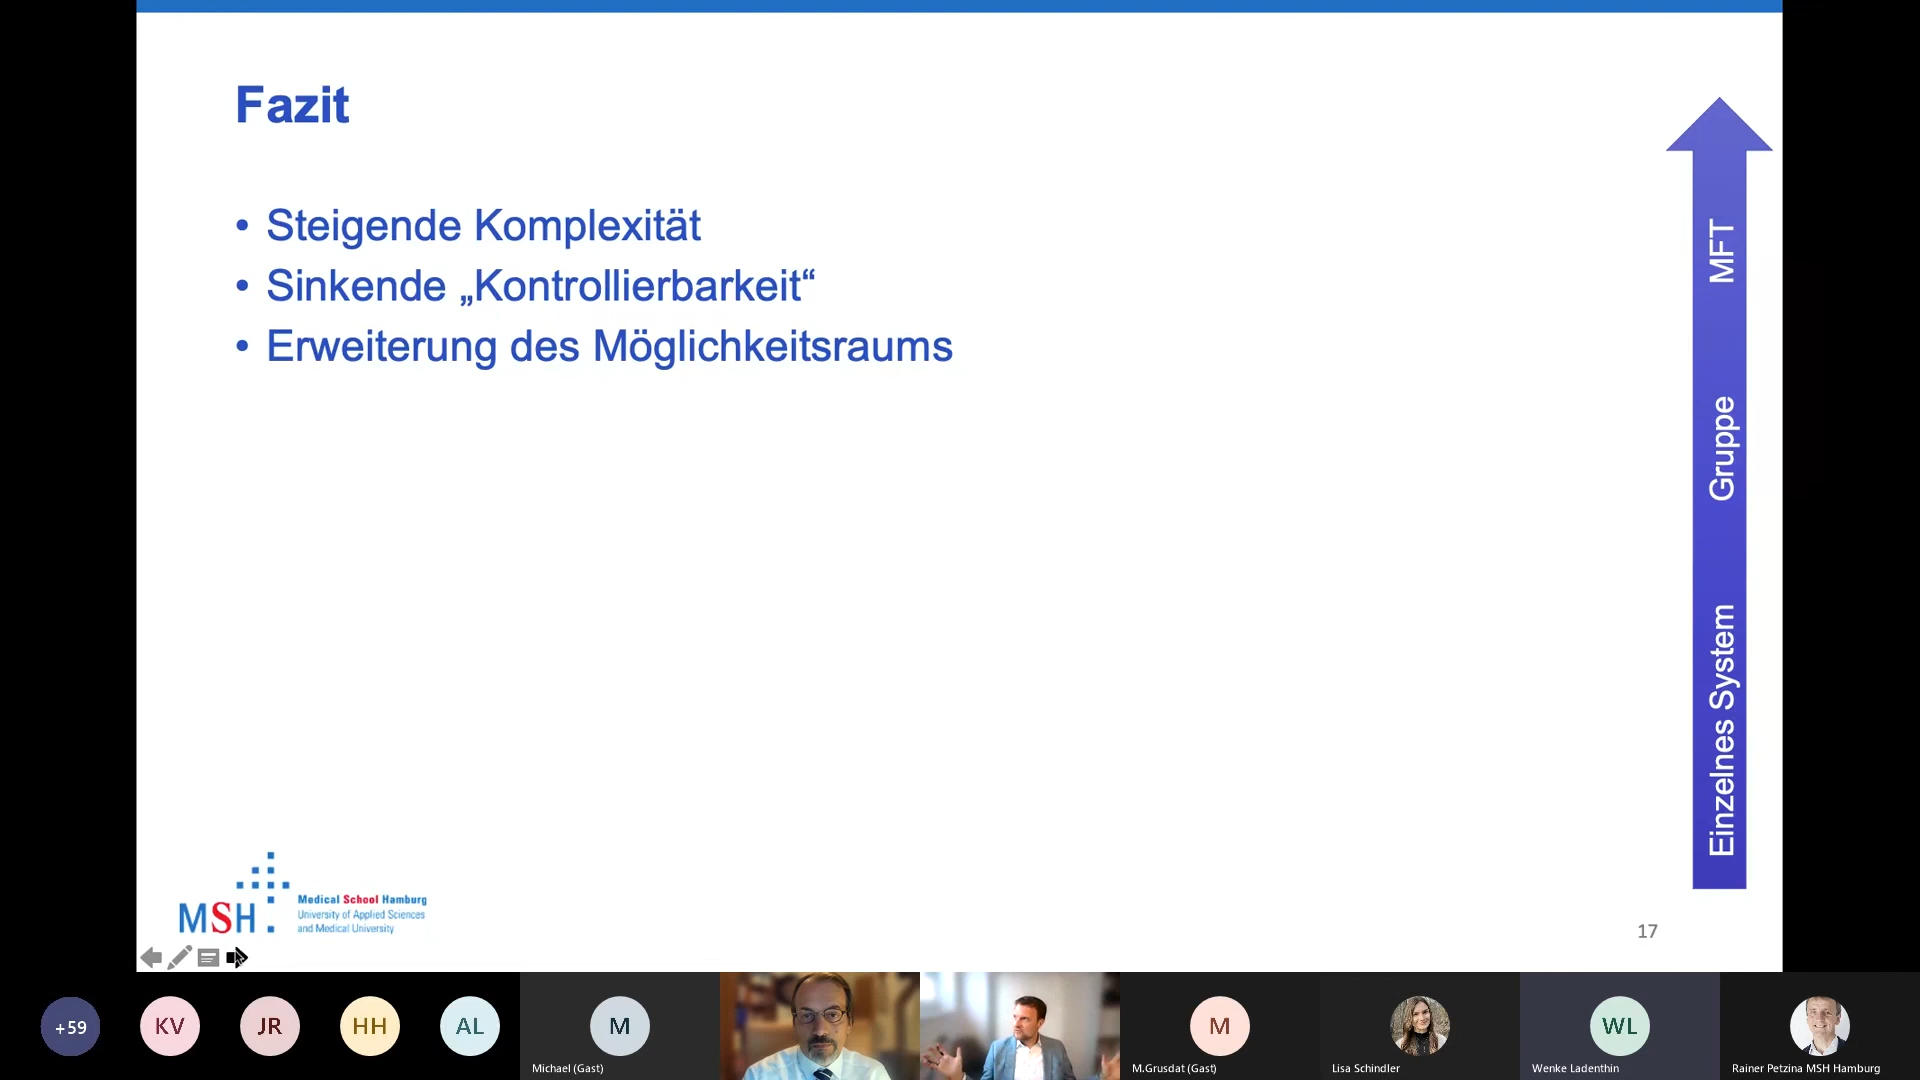 Fazit
• Steigende Komplexität
• Sinkende „Kontrollierbarkeit“
• Erweiterung des Möglichkeitsraums
MFT
Gruppe
Einzelnes System
MSH
Medical School Hamburg
University of Applied Sciences
and Medical University
17
+59
KV
JR
HH
AL
M
Michael (Gast)
M
M.Grusdat (Gast)
Lisa Schindler
WL
Wenke Ladenthin
Rainer Petzina MSH Hamburg